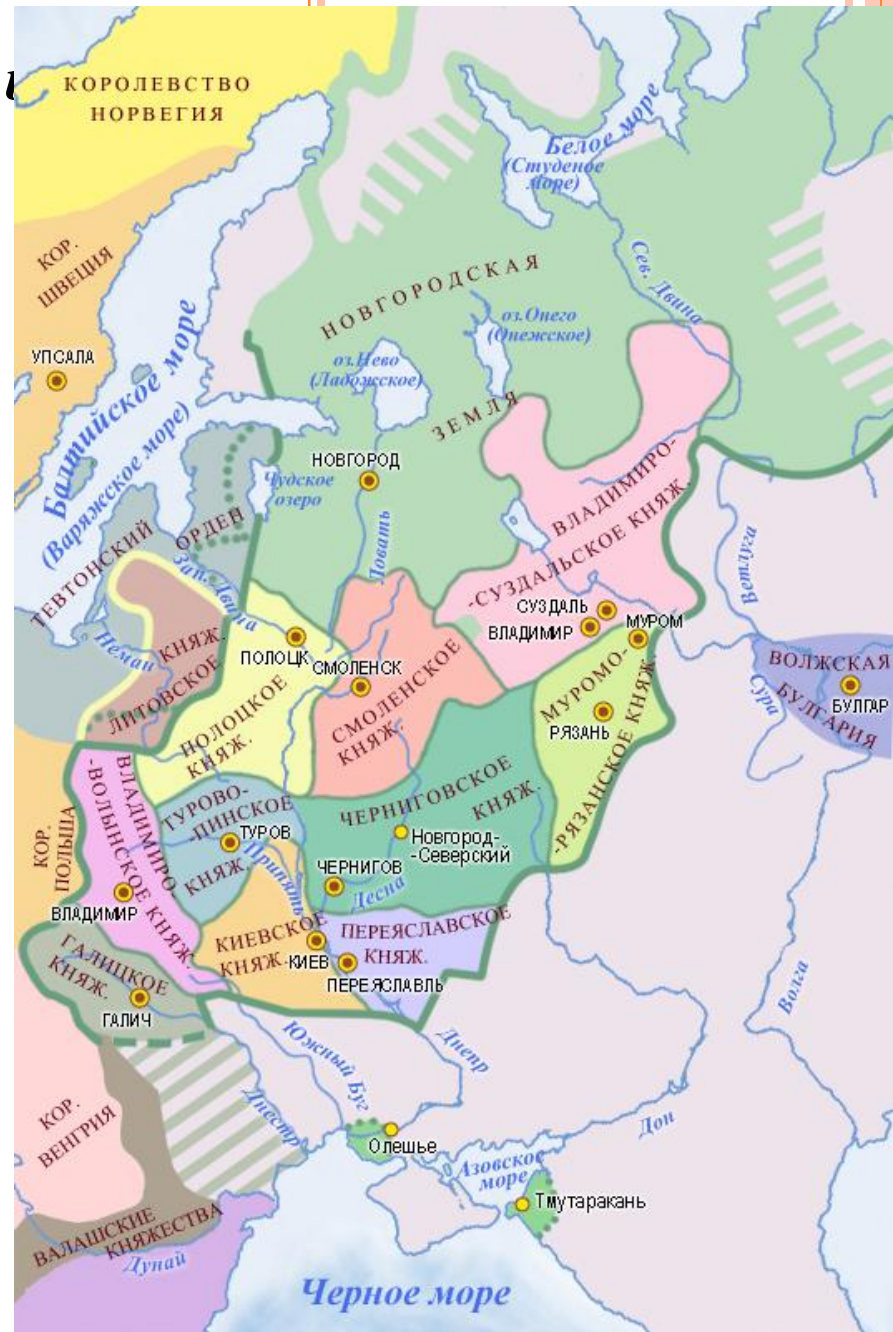 КОРОЛЕВСТВО
НОРВЕГИЯ
Белое море
(Студеное
море)
КОР.
ШВЕЦИЯ
Сев. Двина
НОВГОРОДСКАЯ
ЗЕМЛЯ
оз.Онего
(Онежское)
УПСАЛА
оз.Нево
(Ладожское)
Балтийское море
(Варяжское море)
НОВГОРОД
Чудское
озеро
ВЛАДИМИРО-
-СУЗДАЛЬСКОЕ КНЯЖ.
ТЕВТОНСКИЙ
ОРДЕН
Зап. Двина
Ловать
Ветлуга
СУЗДАЛЬ
ВЛАДИМИР
МУРОМ
Неман
ЛИТОВСКОЕ
КНЯЖ.
ПОЛОЦК
СМОЛЕНСК
ПОЛОЦКОЕ
КНЯЖ.
СМОЛЕНСКОЕ
КНЯЖ.
МУРОМО-
-РЯЗАНСКОЕ КНЯЖ.
РЯЗАНЬ
ВОЛЖСКАЯ
БУЛГАРИЯ
БУЛГАР
Сура
КОР.
ПОЛЬША
ВЛАДИМИРО-
-ВОЛЫНСКОЕ КНЯЖ.
ТУРОВО-
-ПИНСКОЕ
КНЯЖ.
ТУРОВ
Припять
ЧЕРНИГОВСКОЕ
КНЯЖ.
Новгород-
-Северский
ЧЕРНИГОВ
Десна
ВЛАДИМИР
КИЕВСКОЕ
КНЯЖ.
КИЕВ
ПЕРЕЯСЛАВСКОЕ
КНЯЖ.
ПЕРЕЯСЛАВЛЬ
ГАЛИЦКОЕ
КНЯЖ.
ГАЛИЧ
Волга
Южный Буг
Днепр
Днестр
КОР.
ВЕНГРИЯ
Дон
Олешье
Азовское
море
Тмутаракань
ВАЛАШСКИЕ
КНЯЖЕСТВА
Дунай
Черное море